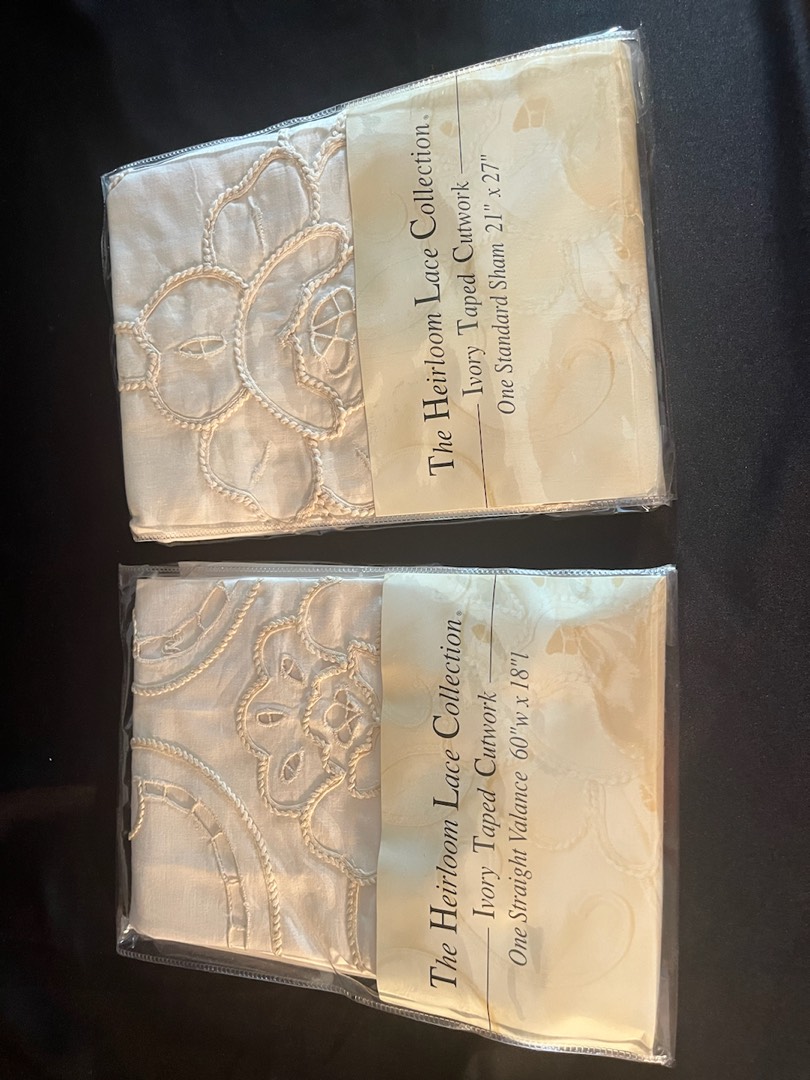 The Heirloom Lace Collection®
Ivory Taped Cutwork
One Standard Sham 21" x 27"
The Heirloom Lace Collection®
Ivory Taped Cutwork
One Straight Valance 60"w x 18"l